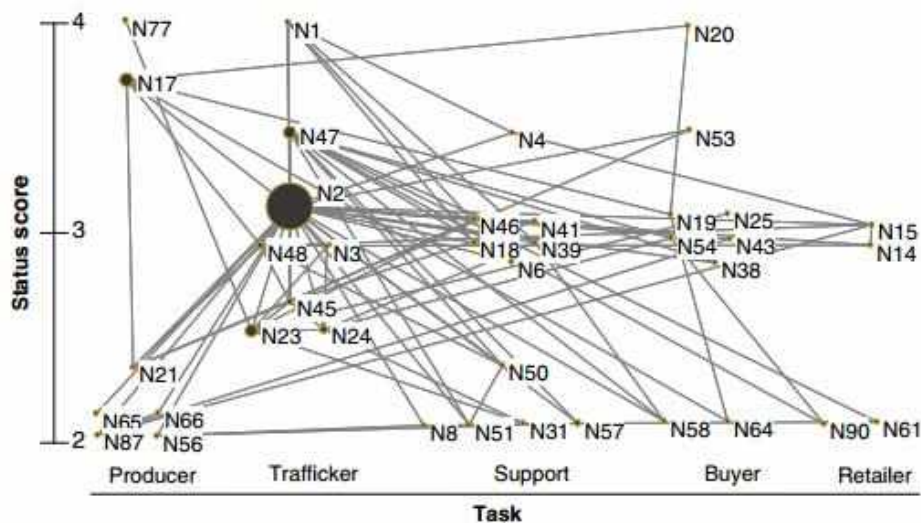 4
N77
N1
N20
N17
N47
N4
N53
N2
Status score
3
N46
N41
N19
N25
N15
N48
N3
N18
N39
N54
N43
N14
N6
N38
N45
N23
N24
N21
N50
N65
N66
2
N87
N56
N8
N51
N31
N57
N58
N64
N90
N61
Producer
Trafficker
Support
Buyer
Retailer
Task